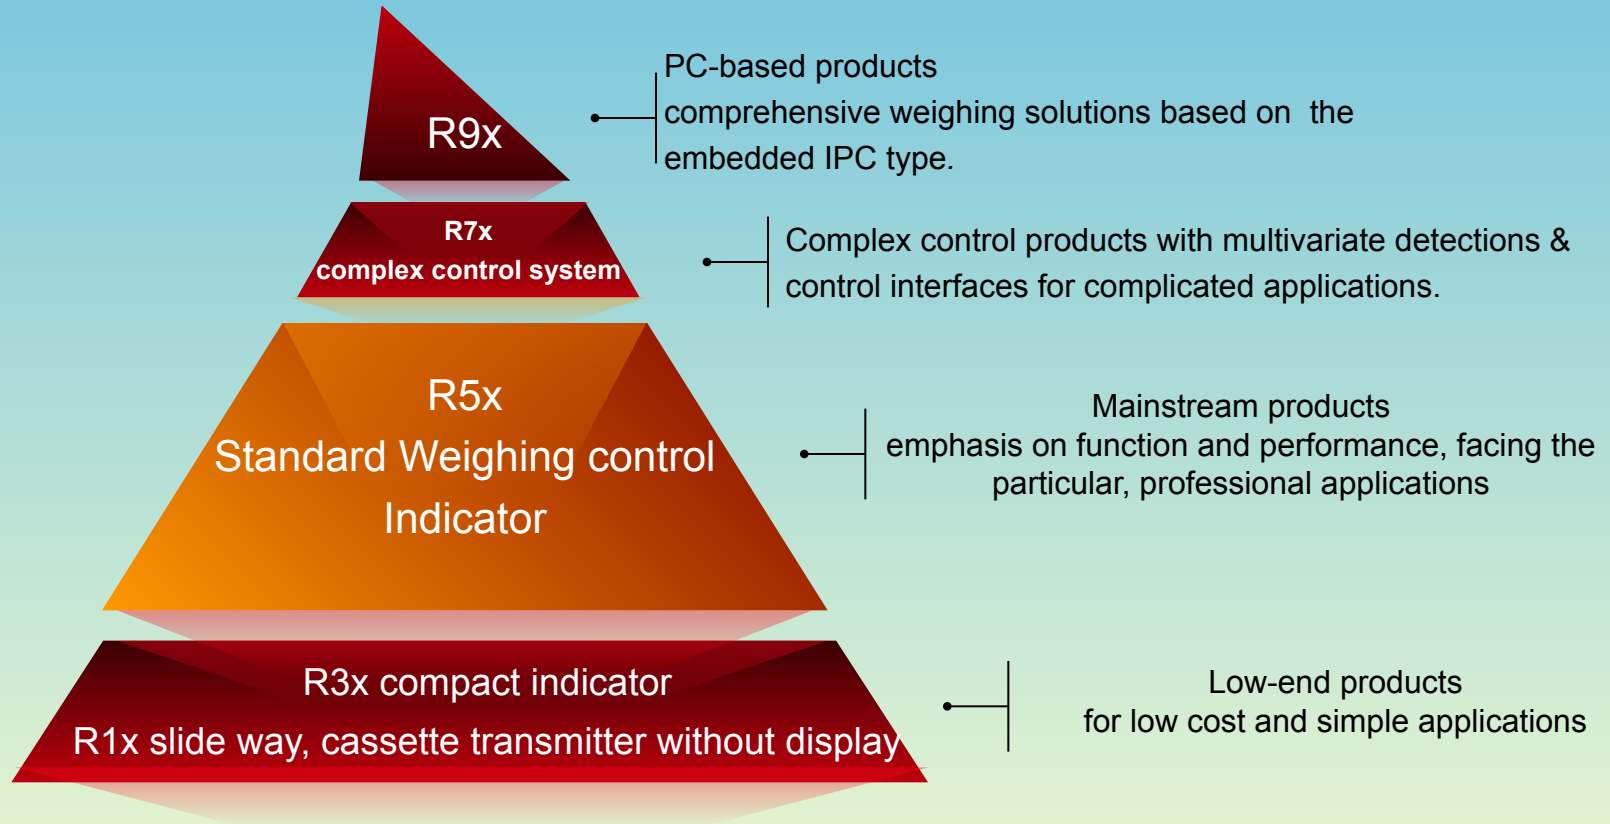 R9x
PC-based products
comprehensive weighing solutions based on the
embedded IPC type.
R7x
complex control system
Complex control products with multivariate detections &
control interfaces for complicated applications.
R5x
Standard Weighing control
Indicator
Mainstream products
emphasis on function and performance, facing the
particular, professional applications
R3x compact indicator
R1x slide way, cassette transmitter without display
Low-end products
for low cost and simple applications